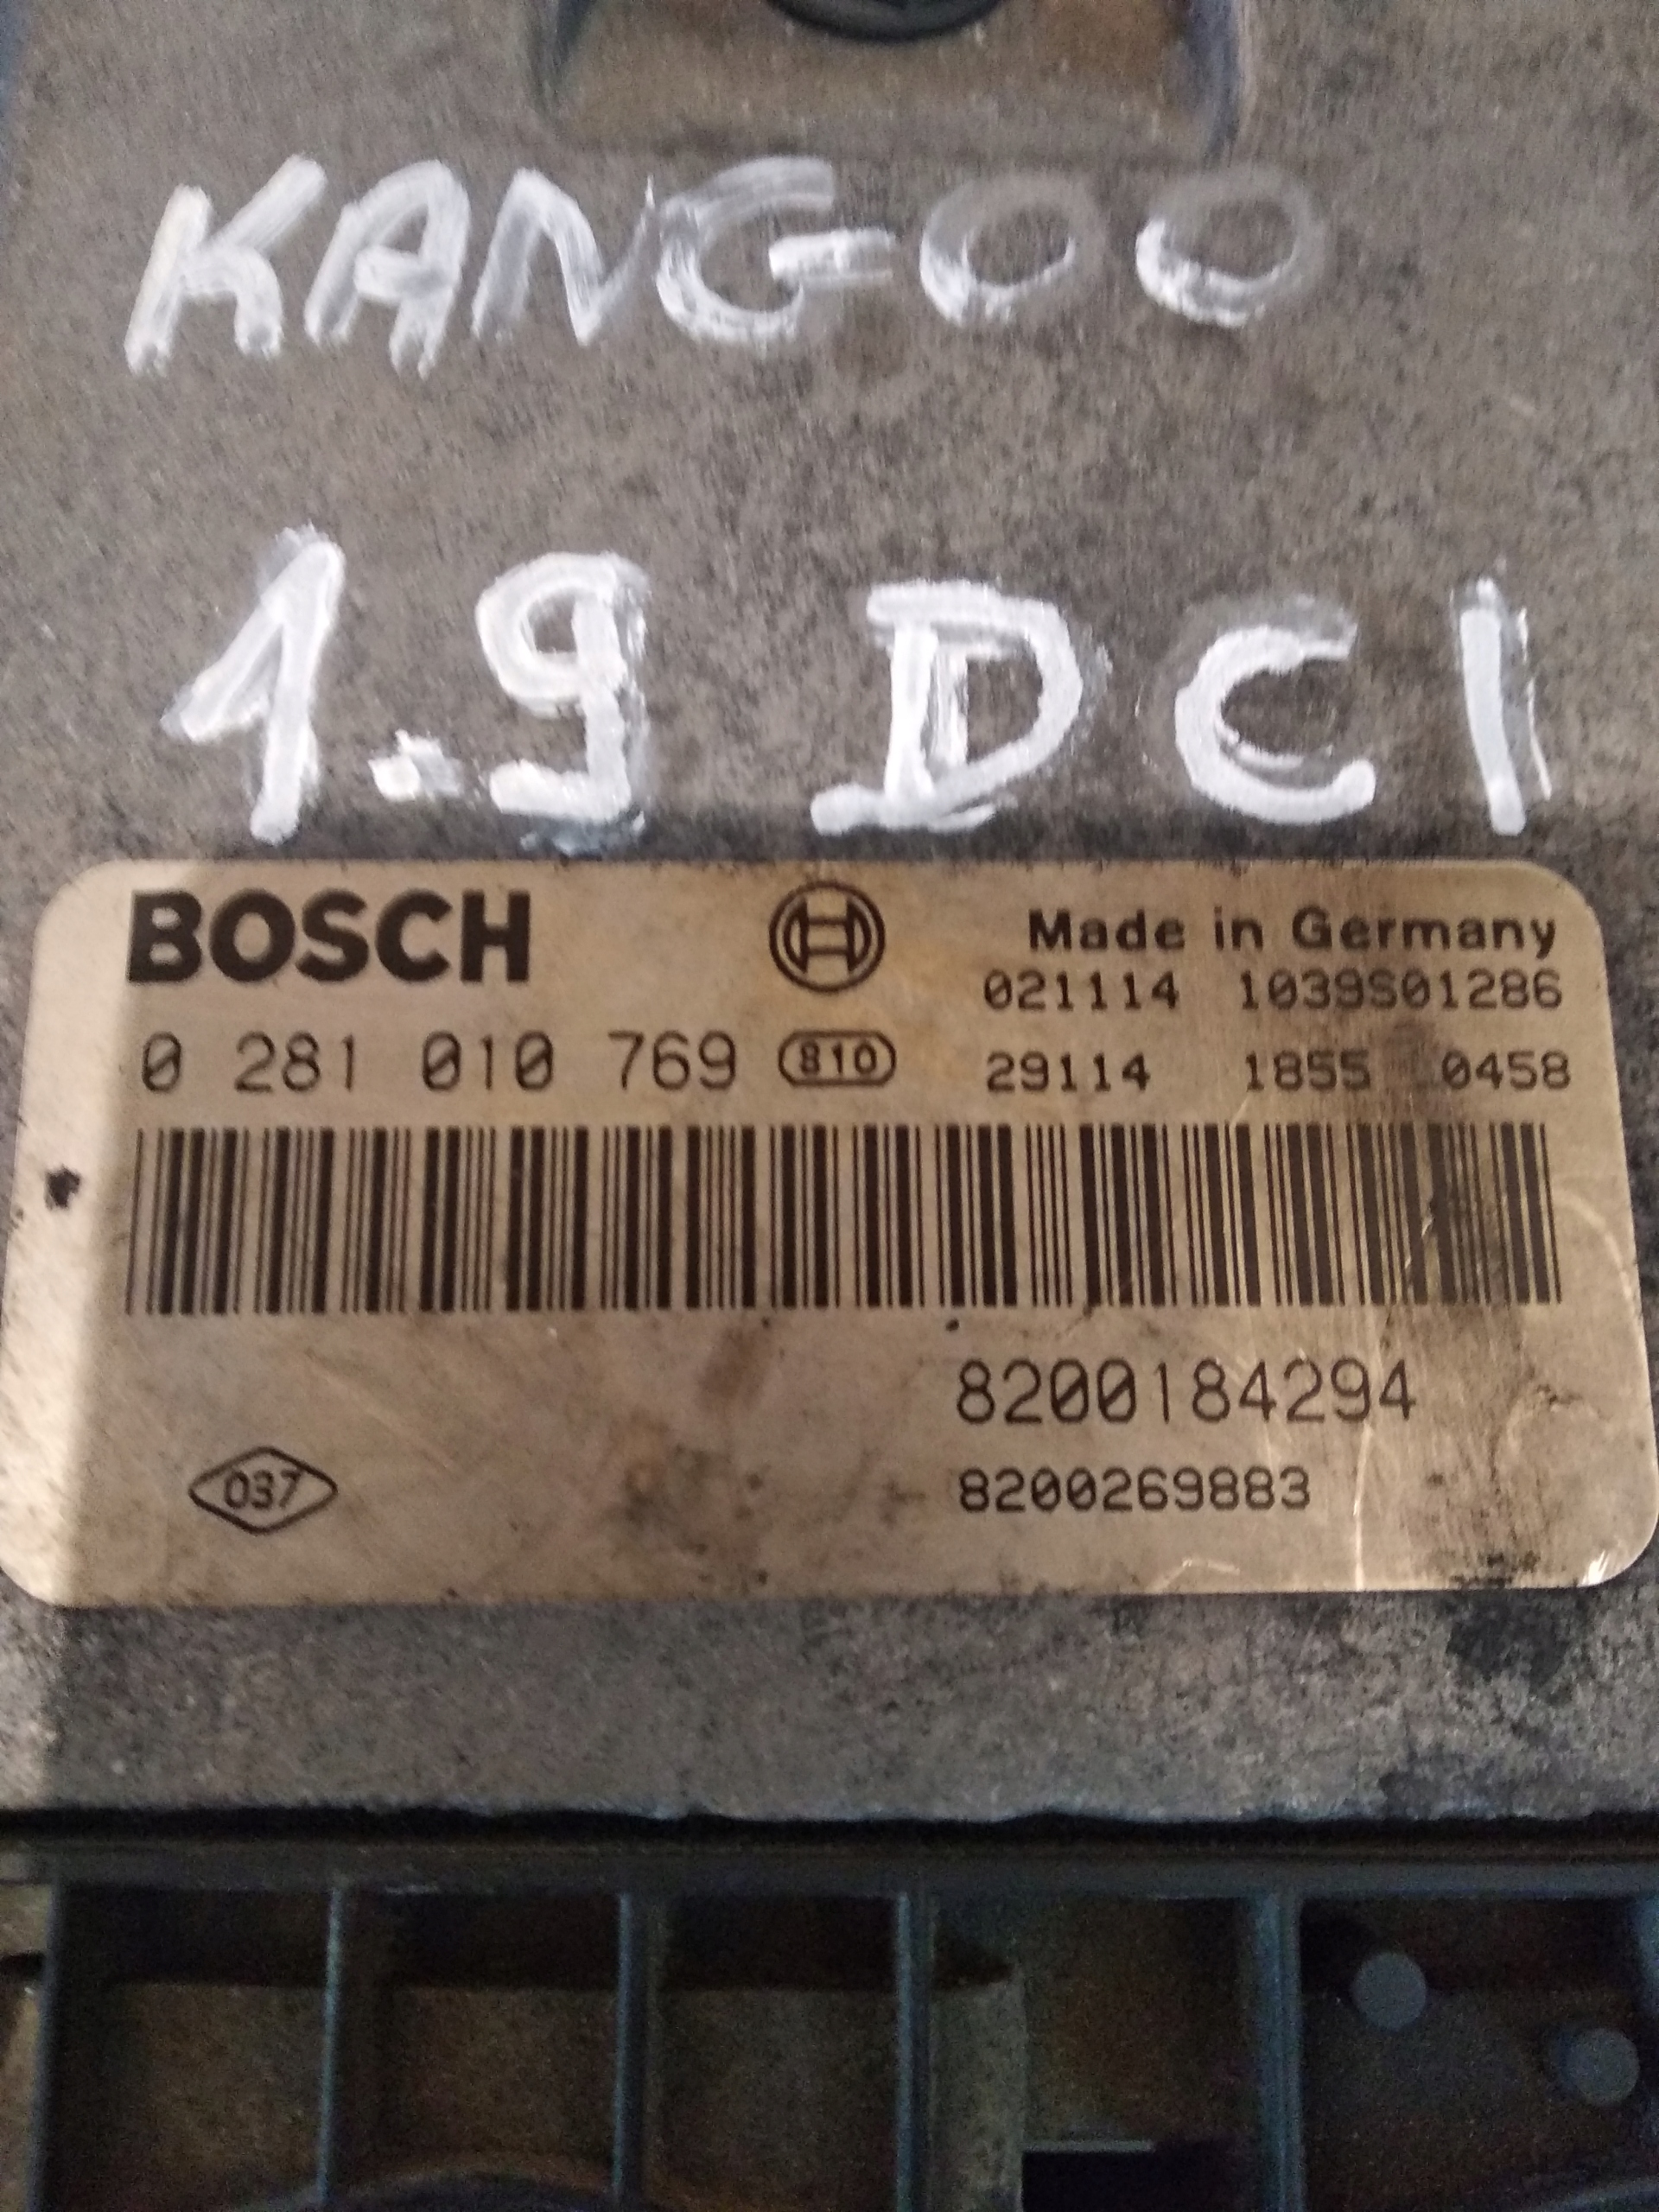 KANGOO
1.9 DCI
BOSCH
Made in Germany
021114 1039S01286
0 281 010 769 810 29114 1855 0458
8200184294
037
8200269883